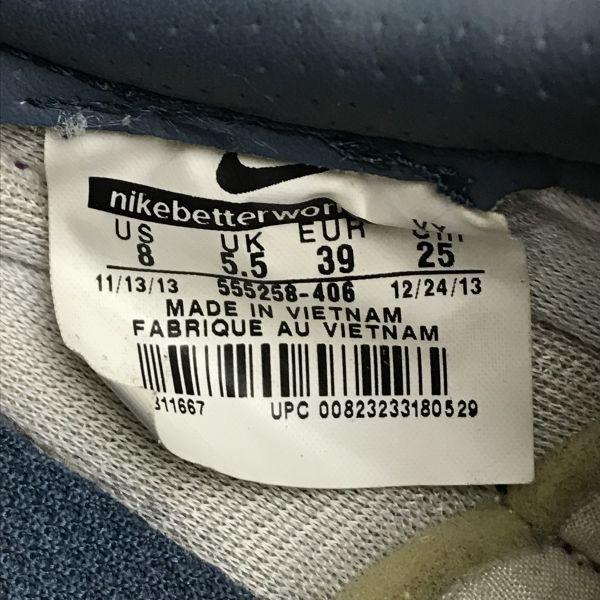 nikebetterwor
US UK EUR cm
8 5.5 39 25
11/13/13 555258-406 12/24/13
MADE IN VIETNAM
FABRIQUE AU VIETNAM
311667 UPC 00823233180529